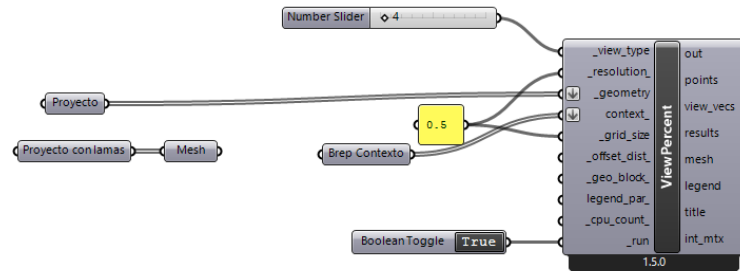 Number Slider
4
Proyecto
0.5
Proyecto con lamas
Mesh
Brep Contexto
Boolean Toggle
True
_view_type
_resolution_
_geometry
context_
_grid_size
_offset_dist_
_geo_block_
legend_par_
_cpu_count_
_run
ViewPercent
out
points
view_vecs
results
mesh
legend
title
int_mtx
1.5.0